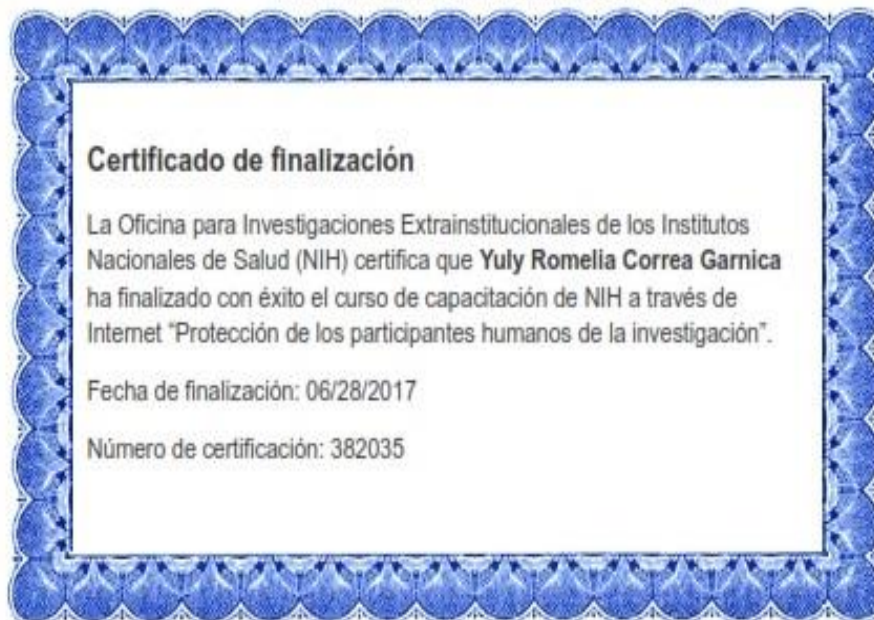 Certificado de finalización
La Oficina para Investigaciones Extrainstitucionales de los Institutos
Nacionales de Salud (NIH) certifica que Yuly Romelia Correa Garnica
ha finalizado con éxito el curso de capacitación de NIH a través de
Internet "Protección de los participantes humanos de la investigación".
Fecha de finalización: 06/28/2017
Número de certificación: 382035